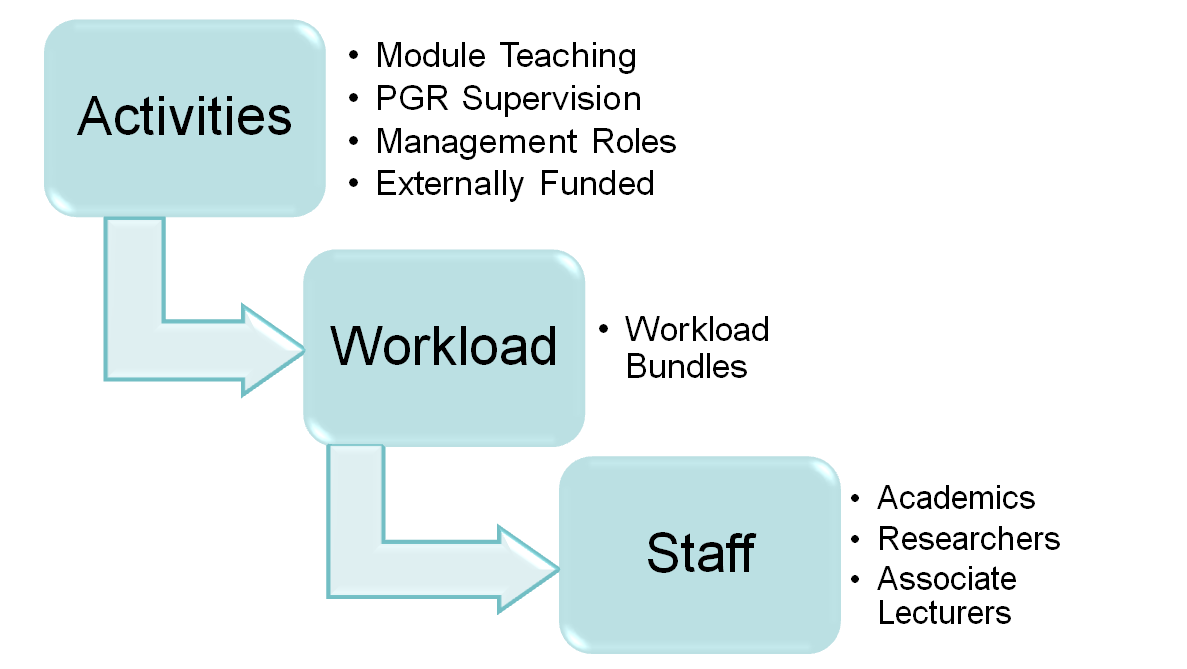 Activities
• Module Teaching
• PGR Supervision
• Management Roles
• Externally Funded
Workload
• Workload
Bundles
Staff
• Academics
• Researchers
• Associate
Lecturers